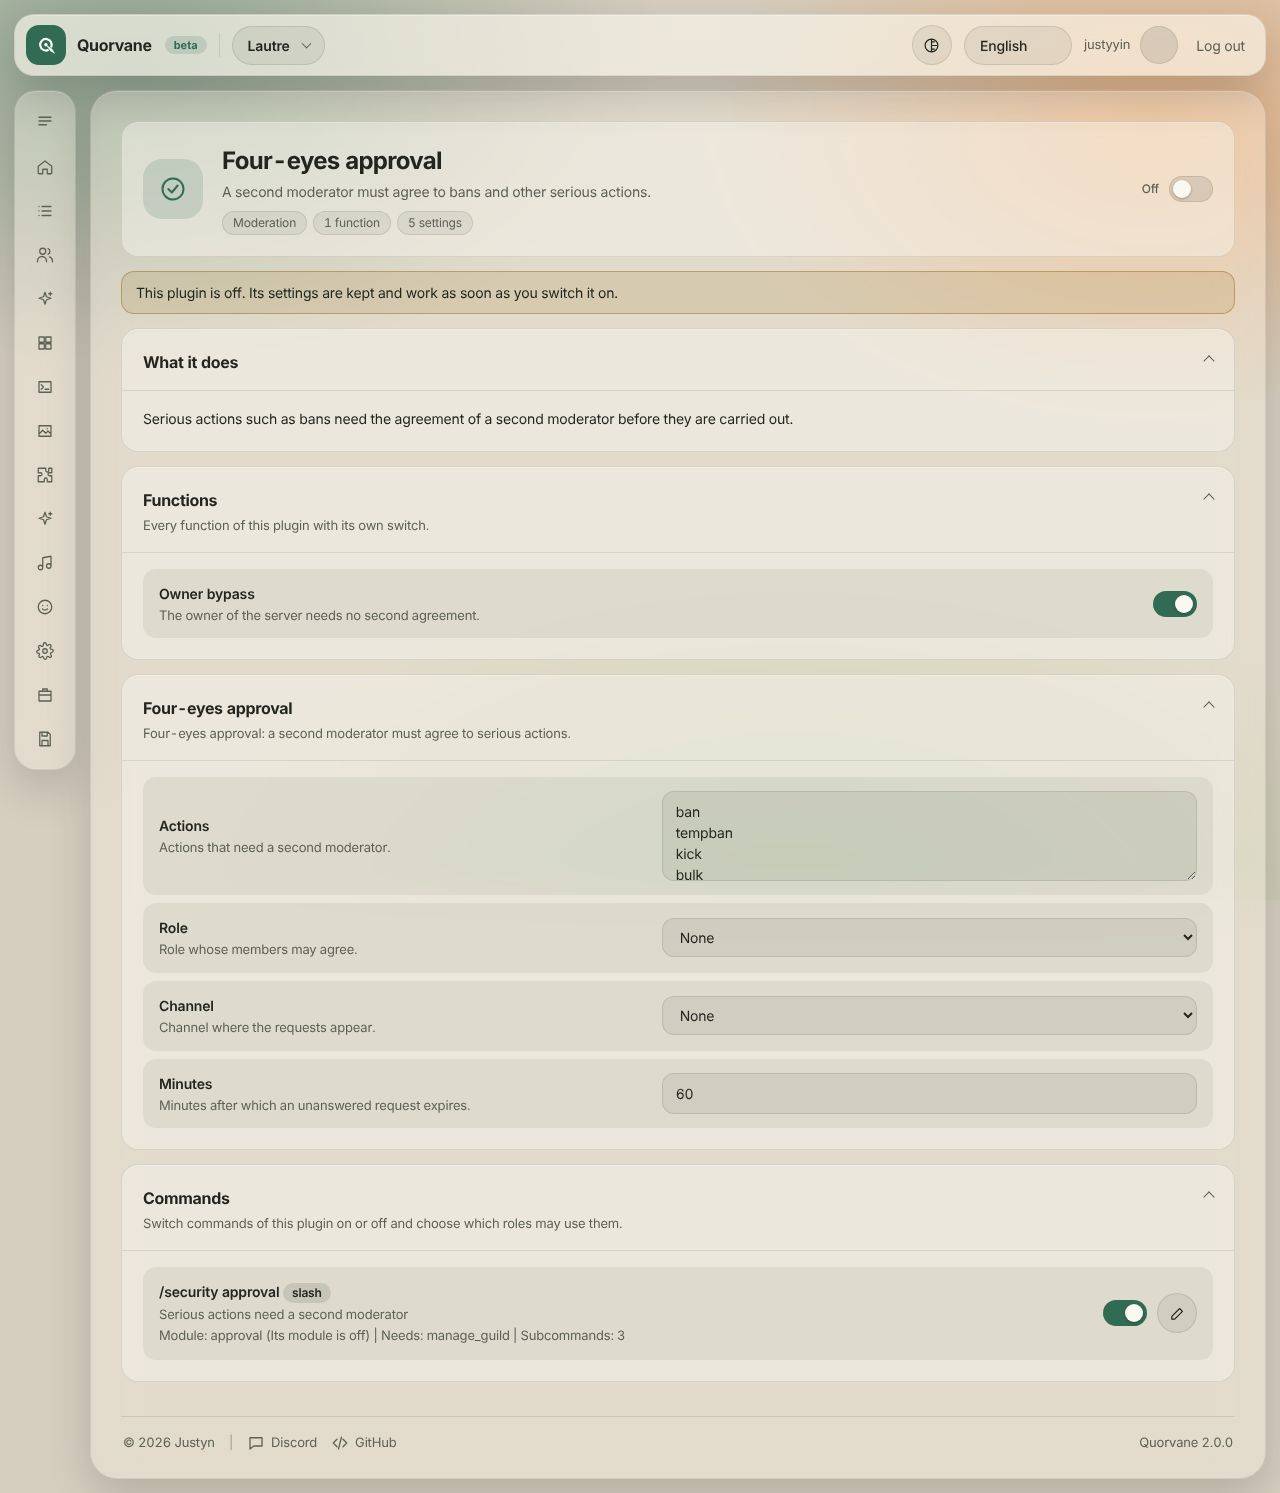 Quorvane beta Lautre English justyyin Log out
Four-eyes approval
A second moderator must agree to bans and other serious actions.
Moderation 1 function 5 settings
Off
This plugin is off. Its settings are kept and work as soon as you switch it on.
What it does
Serious actions such as bans need the agreement of a second moderator before they are carried out.
Functions
Every function of this plugin with its own switch.
Owner bypass
The owner of the server needs no second agreement.
Four-eyes approval
Four-eyes approval: a second moderator must agree to serious actions.
Actions
Actions that need a second moderator.
ban
tempban
kick
bulk
Role
Role whose members may agree.
None
Channel
Channel where the requests appear.
None
Minutes
Minutes after which an unanswered request expires.
60
Commands
Switch commands of this plugin on or off and choose which roles may use them.
/security approval slash
Serious actions need a second moderator
Module: approval (Its module is off) | Needs: manage_guild | Subcommands: 3
© 2026 Justyn | Discord GitHub Quorvane 2.0.0